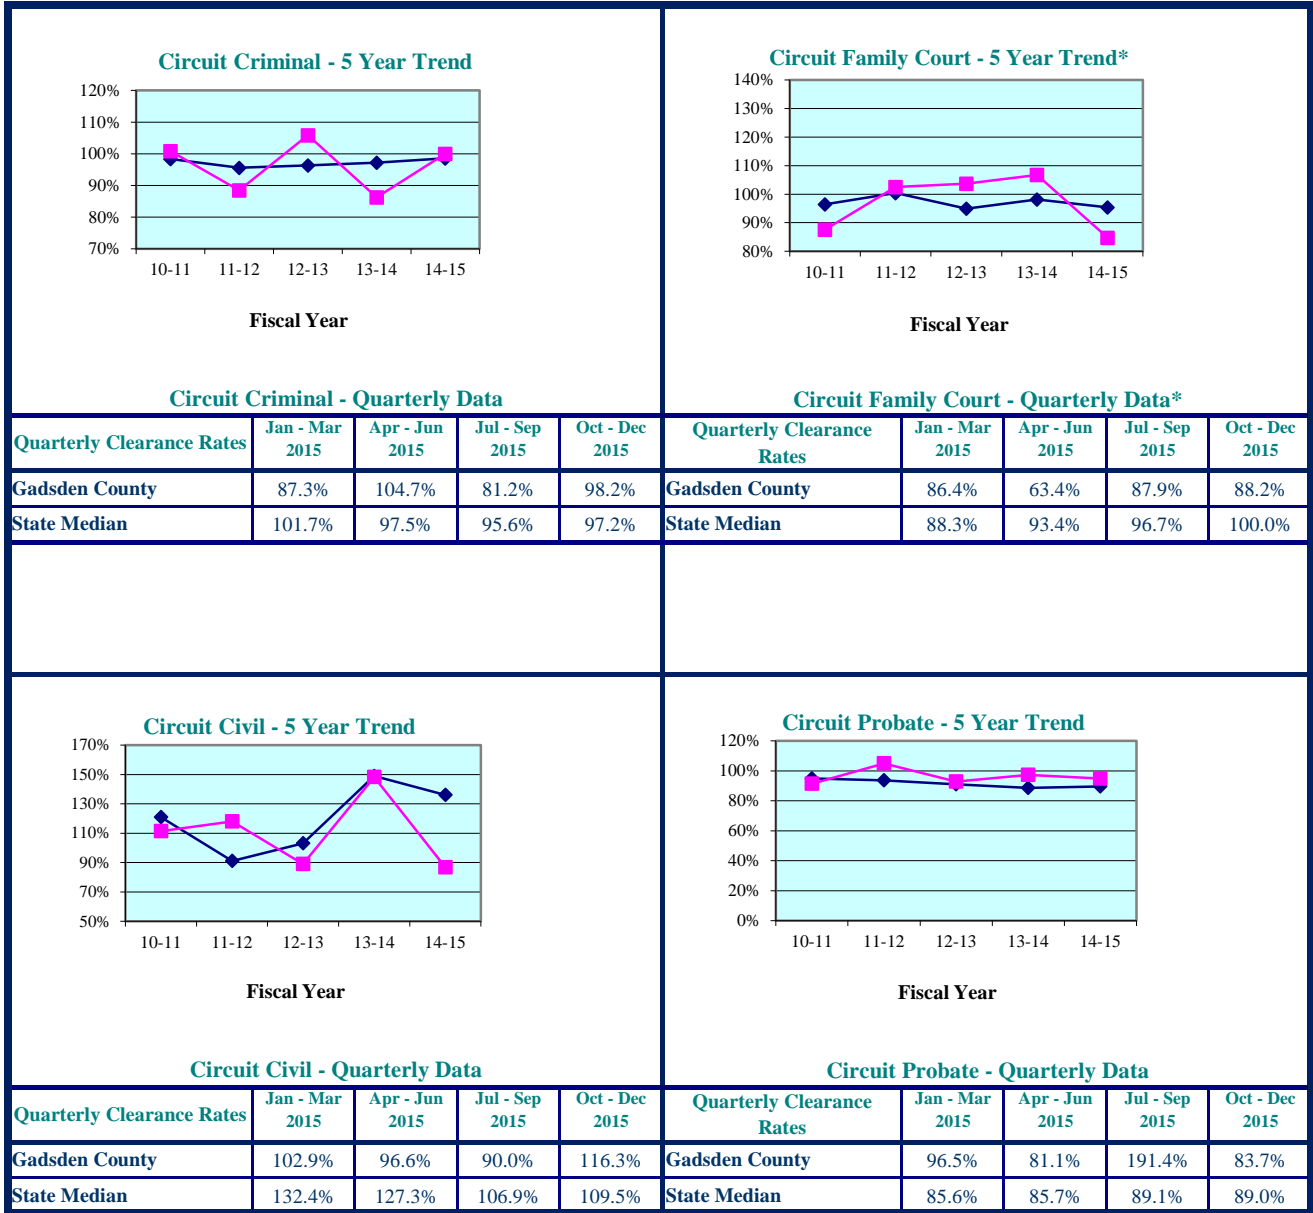 Circuit Criminal - 5 Year Trend
120%
110%
100%
90%
80%
70%
10-11 11-12 12-13 13-14 14-15
Fiscal Year
Circuit Criminal - Quarterly Data
Quarterly Clearance Rates Jan - Mar 2015 Apr - Jun 2015 Jul - Sep 2015 Oct - Dec 2015
Gadsden County 87.3% 104.7% 81.2% 98.2%
State Median 101.7% 97.5% 95.6% 97.2%
Circuit Family Court - 5 Year Trend*
140%
130%
120%
110%
100%
90%
80%
10-11 11-12 12-13 13-14 14-15
Fiscal Year
Circuit Family Court - Quarterly Data*
Quarterly Clearance Rates Jan - Mar 2015 Apr - Jun 2015 Jul - Sep 2015 Oct - Dec 2015
Gadsden County 86.4% 63.4% 87.9% 88.2%
State Median 88.3% 93.4% 96.7% 100.0%
Circuit Civil - 5 Year Trend
170%
150%
130%
110%
90%
70%
50%
10-11 11-12 12-13 13-14 14-15
Fiscal Year
Circuit Civil - Quarterly Data
Quarterly Clearance Rates Jan - Mar 2015 Apr - Jun 2015 Jul - Sep 2015 Oct - Dec 2015
Gadsden County 102.9% 96.6% 90.0% 116.3%
State Median 132.4% 127.3% 106.9% 109.5%
Circuit Probate - 5 Year Trend
120%
100%
80%
60%
40%
20%
0%
10-11 11-12 12-13 13-14 14-15
Fiscal Year
Circuit Probate - Quarterly Data
Quarterly Clearance Rates Jan - Mar 2015 Apr - Jun 2015 Jul - Sep 2015 Oct - Dec 2015
Gadsden County 96.5% 81.1% 191.4% 83.7%
State Median 85.6% 85.7% 89.1% 89.0%